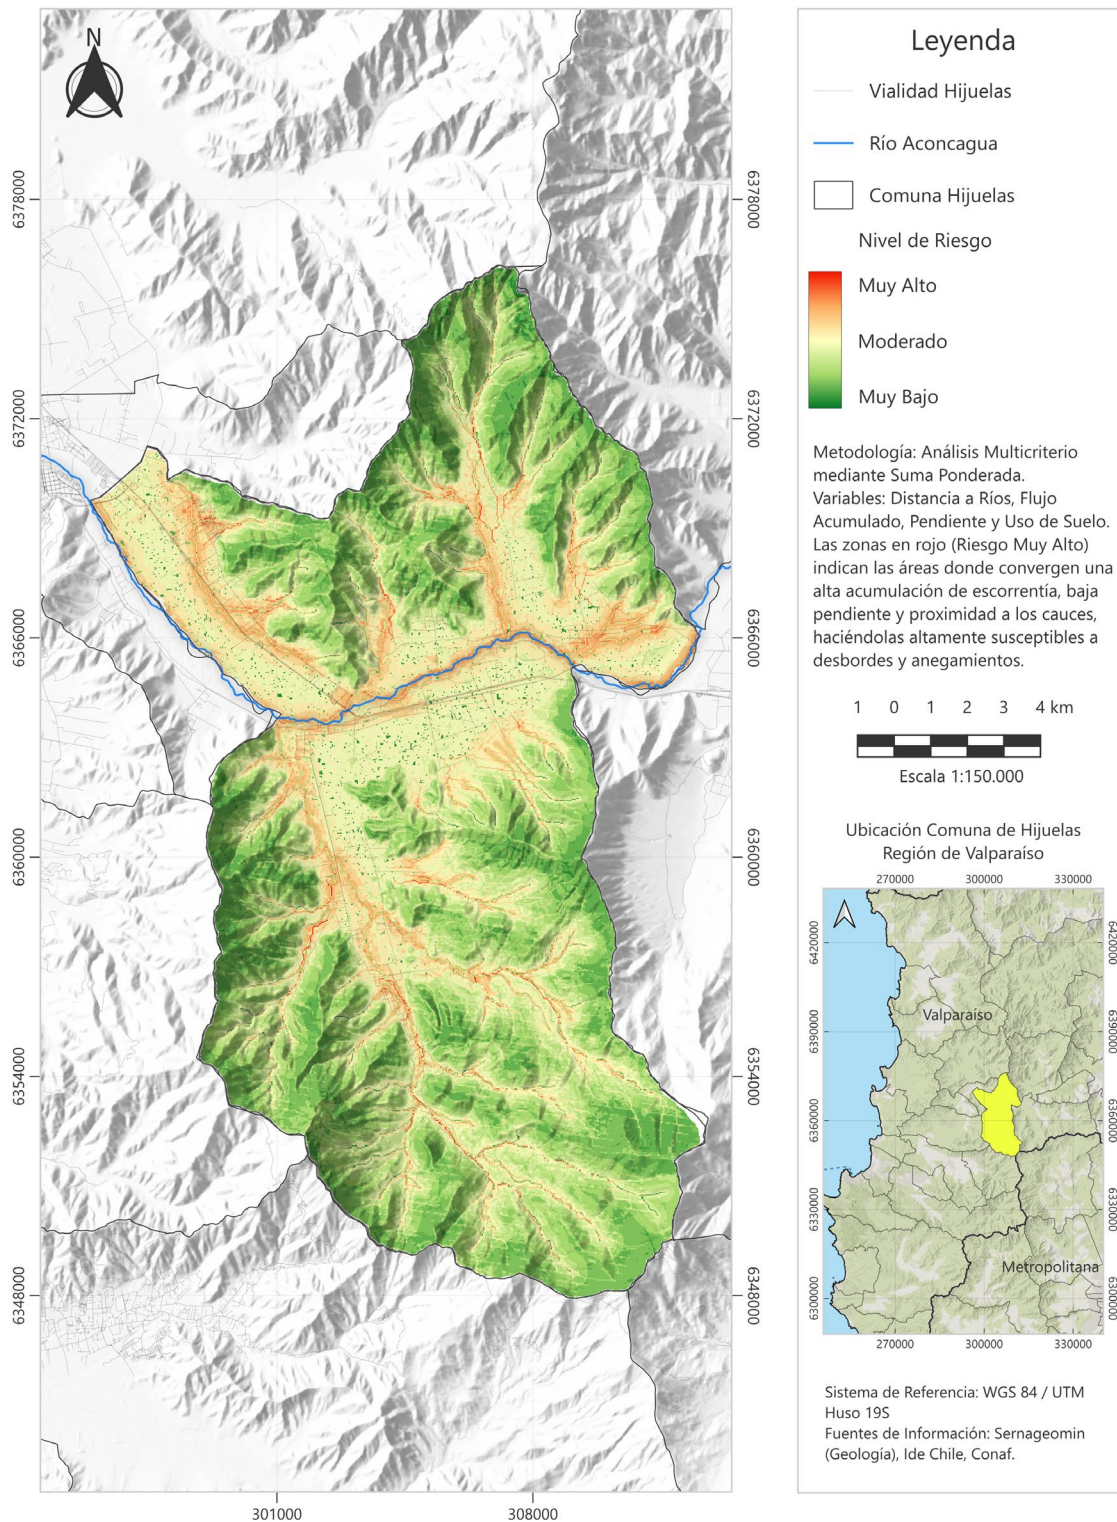 N
6378000
6372000
6366000
6360000
6354000
6348000
6378000
6372000
6366000
6360000
6354000
6348000
301000
308000
Leyenda
Vialidad Hijuelas
Río Aconcagua
Comuna Hijuelas
Nivel de Riesgo
Muy Alto
Moderado
Muy Bajo
Metodología: Análisis Multicriterio
mediante Suma Ponderada.
Variables: Distancia a Ríos, Flujo
Acumulado, Pendiente y Uso de Suelo.
Las zonas en rojo (Riesgo Muy Alto)
indican las áreas donde convergen una
alta acumulación de escorrentía, baja
pendiente y proximidad a los cauces,
haciéndolas altamente susceptibles a
desbordes y anegamientos.
1 0 1 2 3 4 km
Escala 1:150.000
Ubicación Comuna de Hijuelas
Región de Valparaíso
270000 300000 330000
6420000
6390000
6360000
6330000
6300000
6420000
6390000
6360000
6330000
6300000
Valparaíso
Metropolitana
270000 300000 330000
Sistema de Referencia: WGS 84 / UTM
Huso 19S
Fuentes de Información: Sernageomin
(Geología), Ide Chile, Conaf.